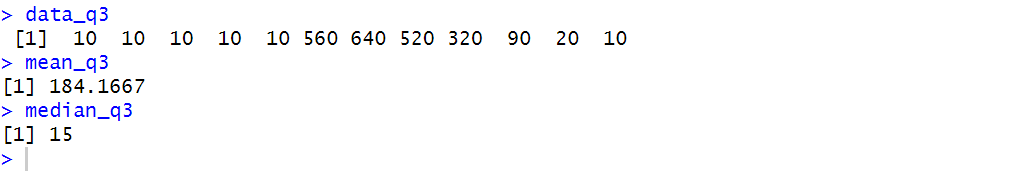 > data_q3
 [1]  10  10  10  10  10 560 640 520 320  90  20  10
> mean_q3
[1] 184.1667
> median_q3
[1] 15
>